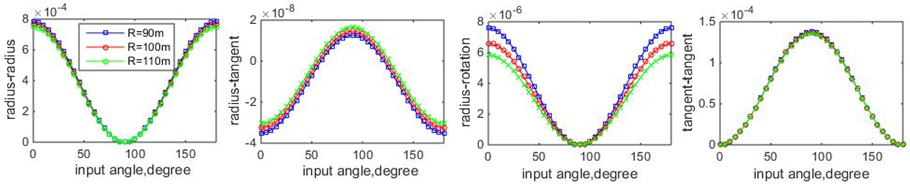 ×10⁻⁴
8
6
4
2
0
radius-radius
R=90m
R=100m
R=110m
0 50 100 150
input angle,degree
×10⁻⁸
2
0
-2
-4
radius-tangent
0 50 100 150
input angle,degree
×10⁻⁶
8
6
4
2
0
radius-rotation
0 50 100 150
input angle,degree
×10⁻⁴
1.5
1
0.5
0
tangent-tangent
0 50 100 150
input angle,degree